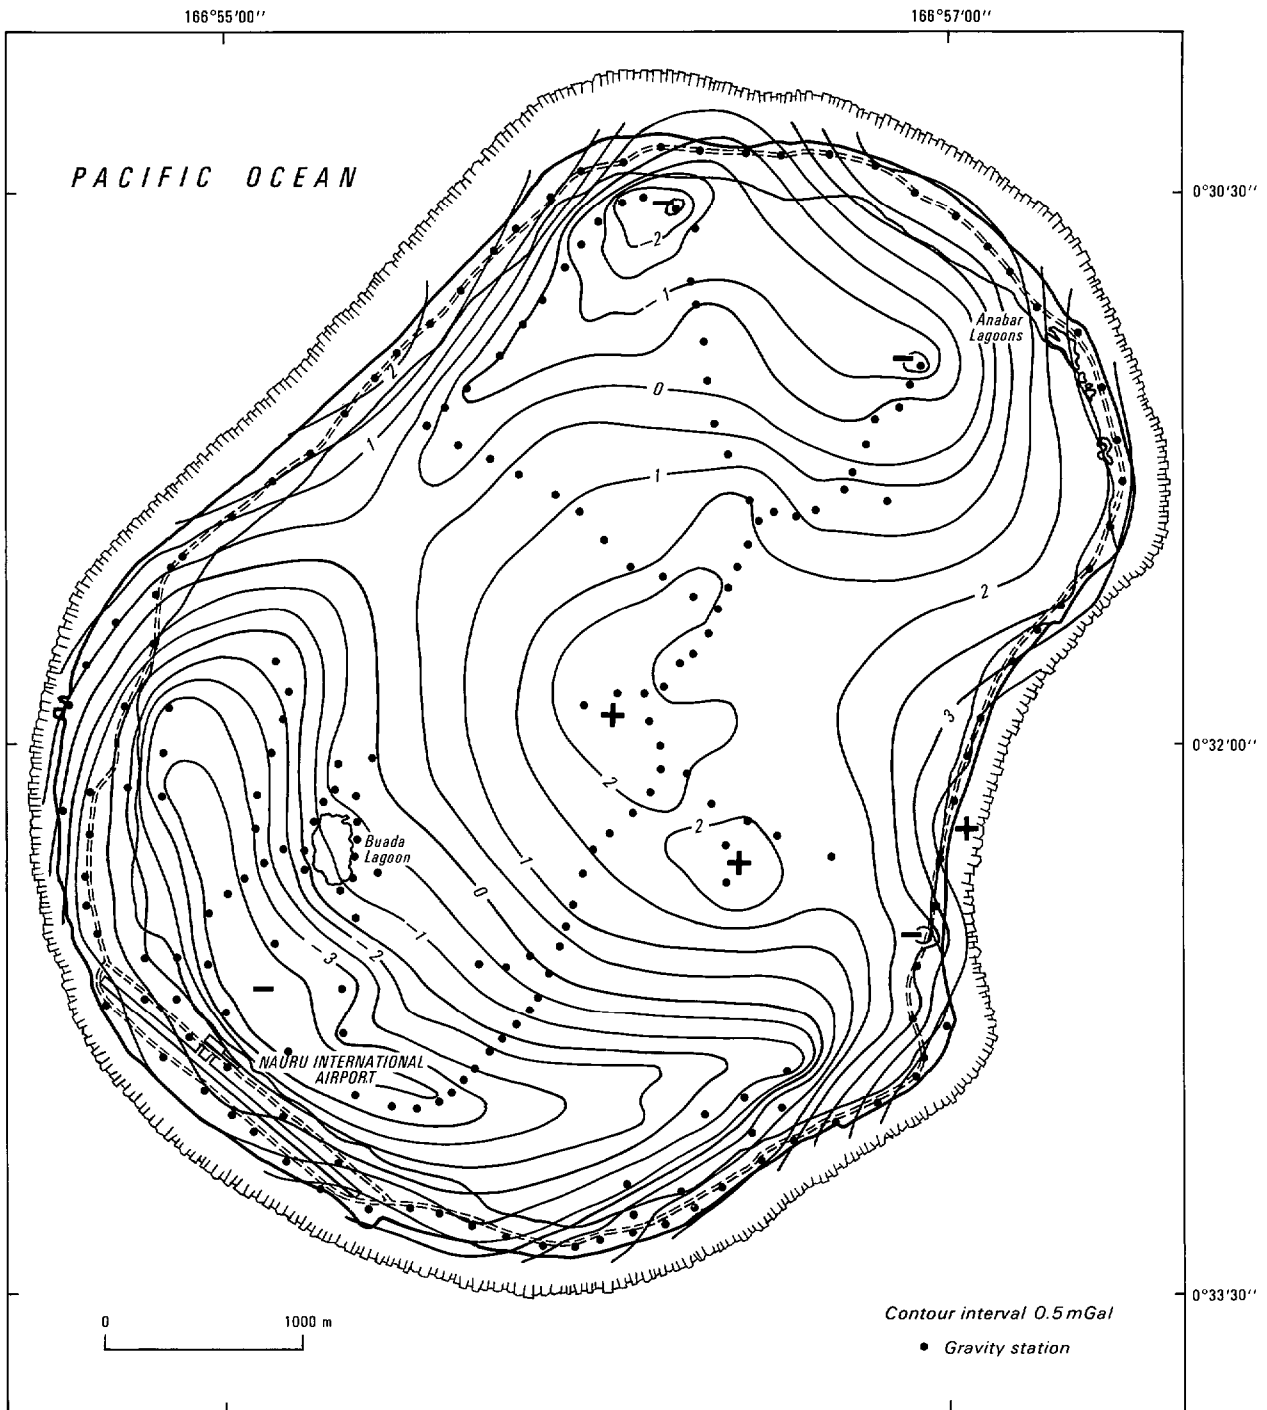 166°55'00'' 166°57'00''
PACIFIC OCEAN
0°30'30''
-2
-1
Anabar
Lagoons
2
0
1
1
2
3
0°32'00''
2
2
Buada
Lagoon
-1
0
-1
-2
-3
NAURU INTERNATIONAL
AIRPORT
0°33'30''
0 1000 m
Contour interval 0.5 mGal
Gravity station